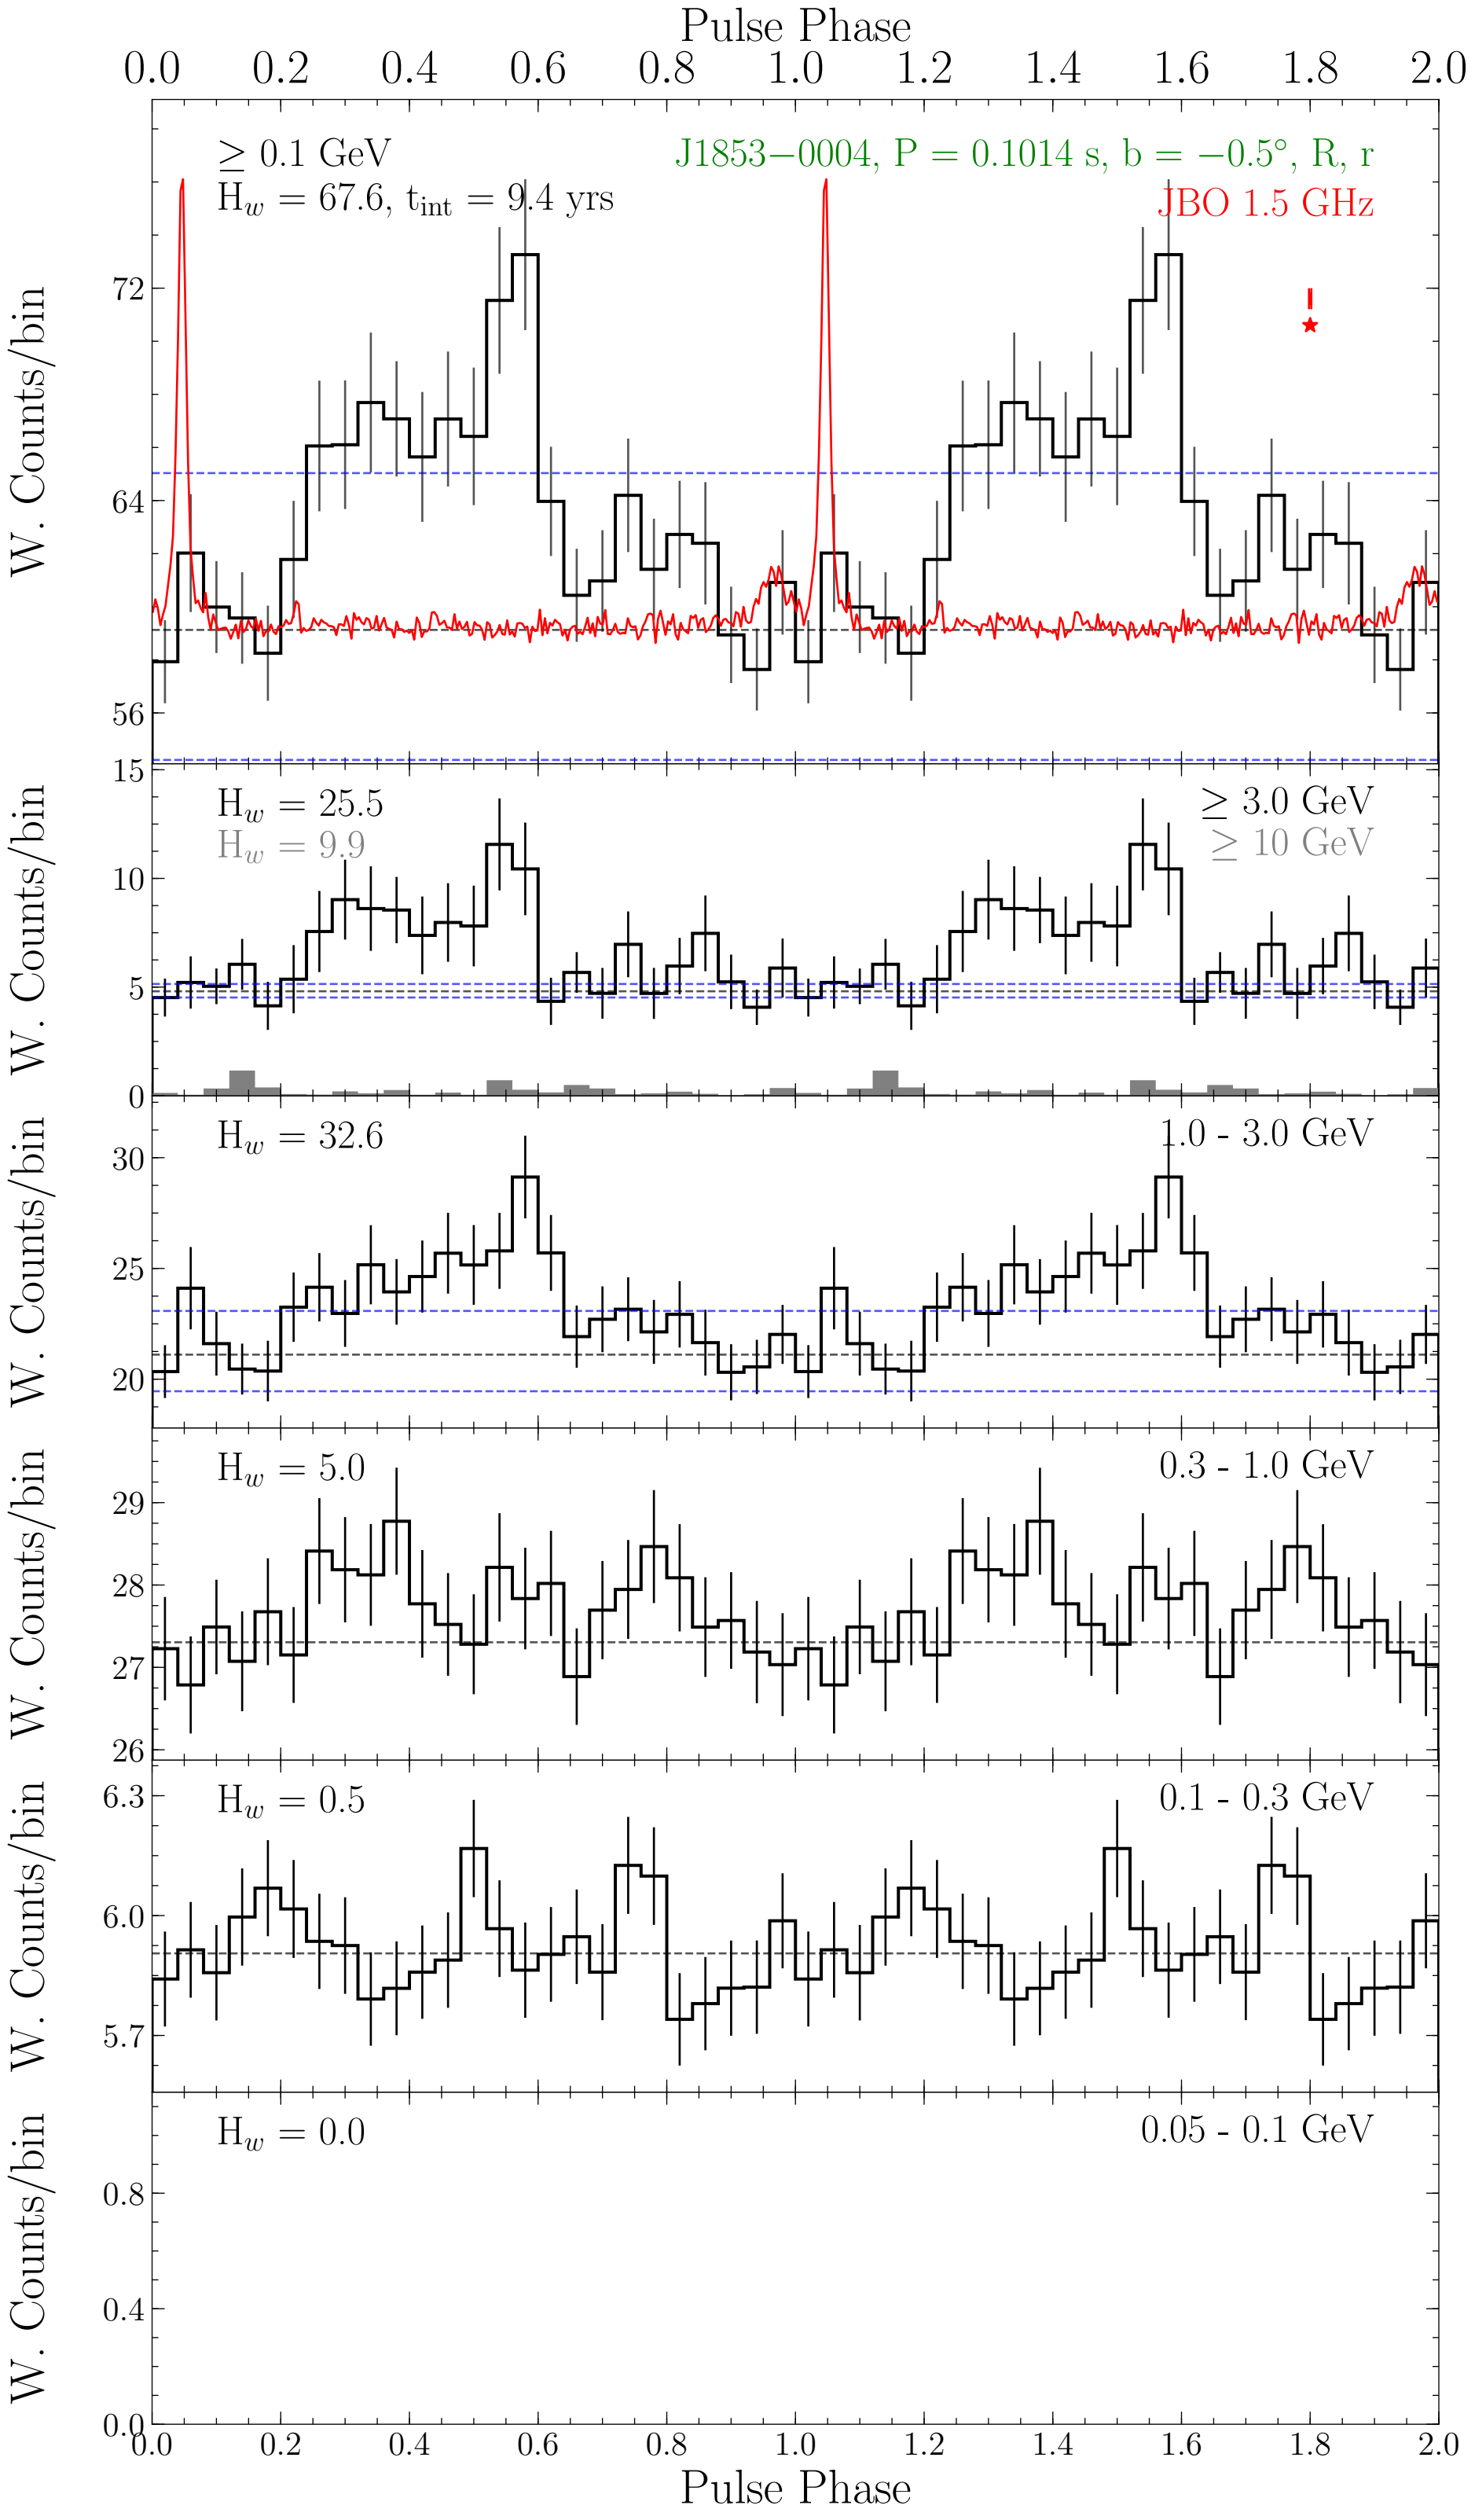 Pulse Phase
0.0 0.2 0.4 0.6 0.8 1.0 1.2 1.4 1.6 1.8 2.0
≥ 0.1 GeV
H_w = 67.6, t_int = 9.4 yrs
J1853−0004, P = 0.1014 s, b = −0.5°, R, r
JBO 1.5 GHz
72
64
56
W. Counts/bin
H_w = 25.5
H_w = 9.9
≥ 3.0 GeV
≥ 10 GeV
15
10
5
0
W. Counts/bin
H_w = 32.6
1.0 - 3.0 GeV
30
25
20
W. Counts/bin
H_w = 5.0
0.3 - 1.0 GeV
29
28
27
26
W. Counts/bin
H_w = 0.5
0.1 - 0.3 GeV
6.3
6.0
5.7
W. Counts/bin
H_w = 0.0
0.05 - 0.1 GeV
0.8
0.4
0.0
W. Counts/bin
0.0 0.2 0.4 0.6 0.8 1.0 1.2 1.4 1.6 1.8 2.0
Pulse Phase